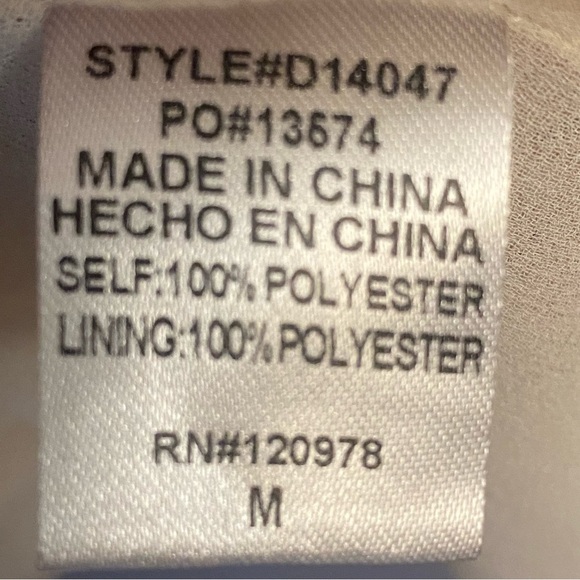 STYLE#D14047
PO#13674
MADE IN CHINA
HECHO EN CHINA
SELF:100%POLYESTER
LINING:100%POLYESTER
RN#120978
M